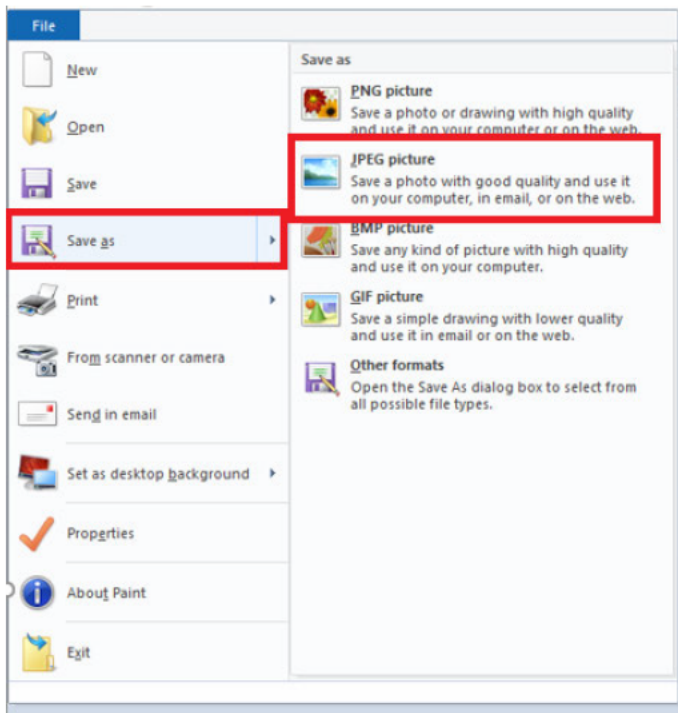 File
New
Open
Save
Save as
Print
From scanner or camera
Send in email
Set as desktop background
Properties
About Paint
Exit
Save as
PNG picture
Save a photo or drawing with high quality
and use it on your computer or on the web.
JPEG picture
Save a photo with good quality and use it
on your computer, in email, or on the web.
BMP picture
Save any kind of picture with high quality
and use it on your computer.
GIF picture
Save a simple drawing with lower quality
and use it in email or on the web.
Other formats
Open the Save As dialog box to select from
all possible file types.